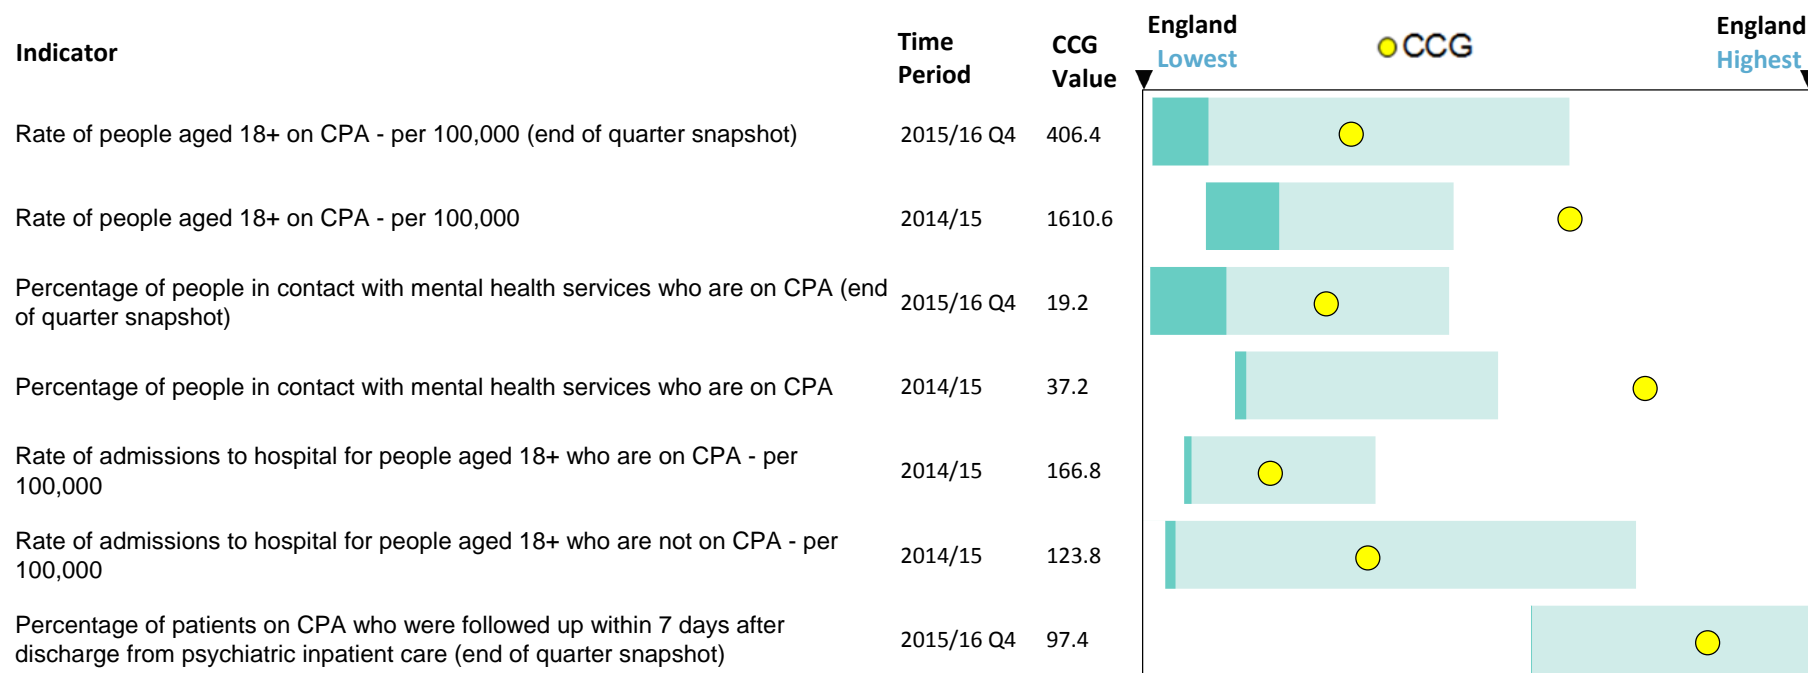 Indicator
Time Period
CCG Value
England Lowest
CCG
England Highest
Rate of people aged 18+ on CPA - per 100,000 (end of quarter snapshot) 2015/16 Q4 406.4
Rate of people aged 18+ on CPA - per 100,000 2014/15 1610.6
Percentage of people in contact with mental health services who are on CPA (end
of quarter snapshot) 2015/16 Q4 19.2
Percentage of people in contact with mental health services who are on CPA 2014/15 37.2
Rate of admissions to hospital for people aged 18+ who are on CPA - per
100,000 2014/15 166.8
Rate of admissions to hospital for people aged 18+ who are not on CPA - per
100,000 2014/15 123.8
Percentage of patients on CPA who were followed up within 7 days after
discharge from psychiatric inpatient care (end of quarter snapshot) 2015/16 Q4 97.4